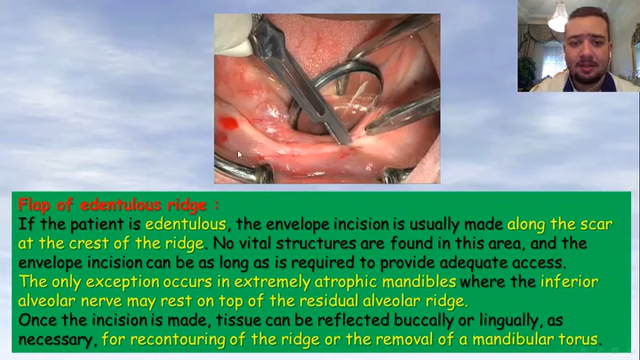 Flap of edentulous ridge :
If the patient is edentulous, the envelope incision is usually made along the scar
at the crest of the ridge. No vital structures are found in this area, and the
envelope incision can be as long as is required to provide adequate access.
The only exception occurs in extremely atrophic mandibles where the inferior
alveolar nerve may rest on top of the residual alveolar ridge.
Once the incision is made, tissue can be reflected buccally or lingually, as
necessary, for recontouring of the ridge or the removal of a mandibular torus.